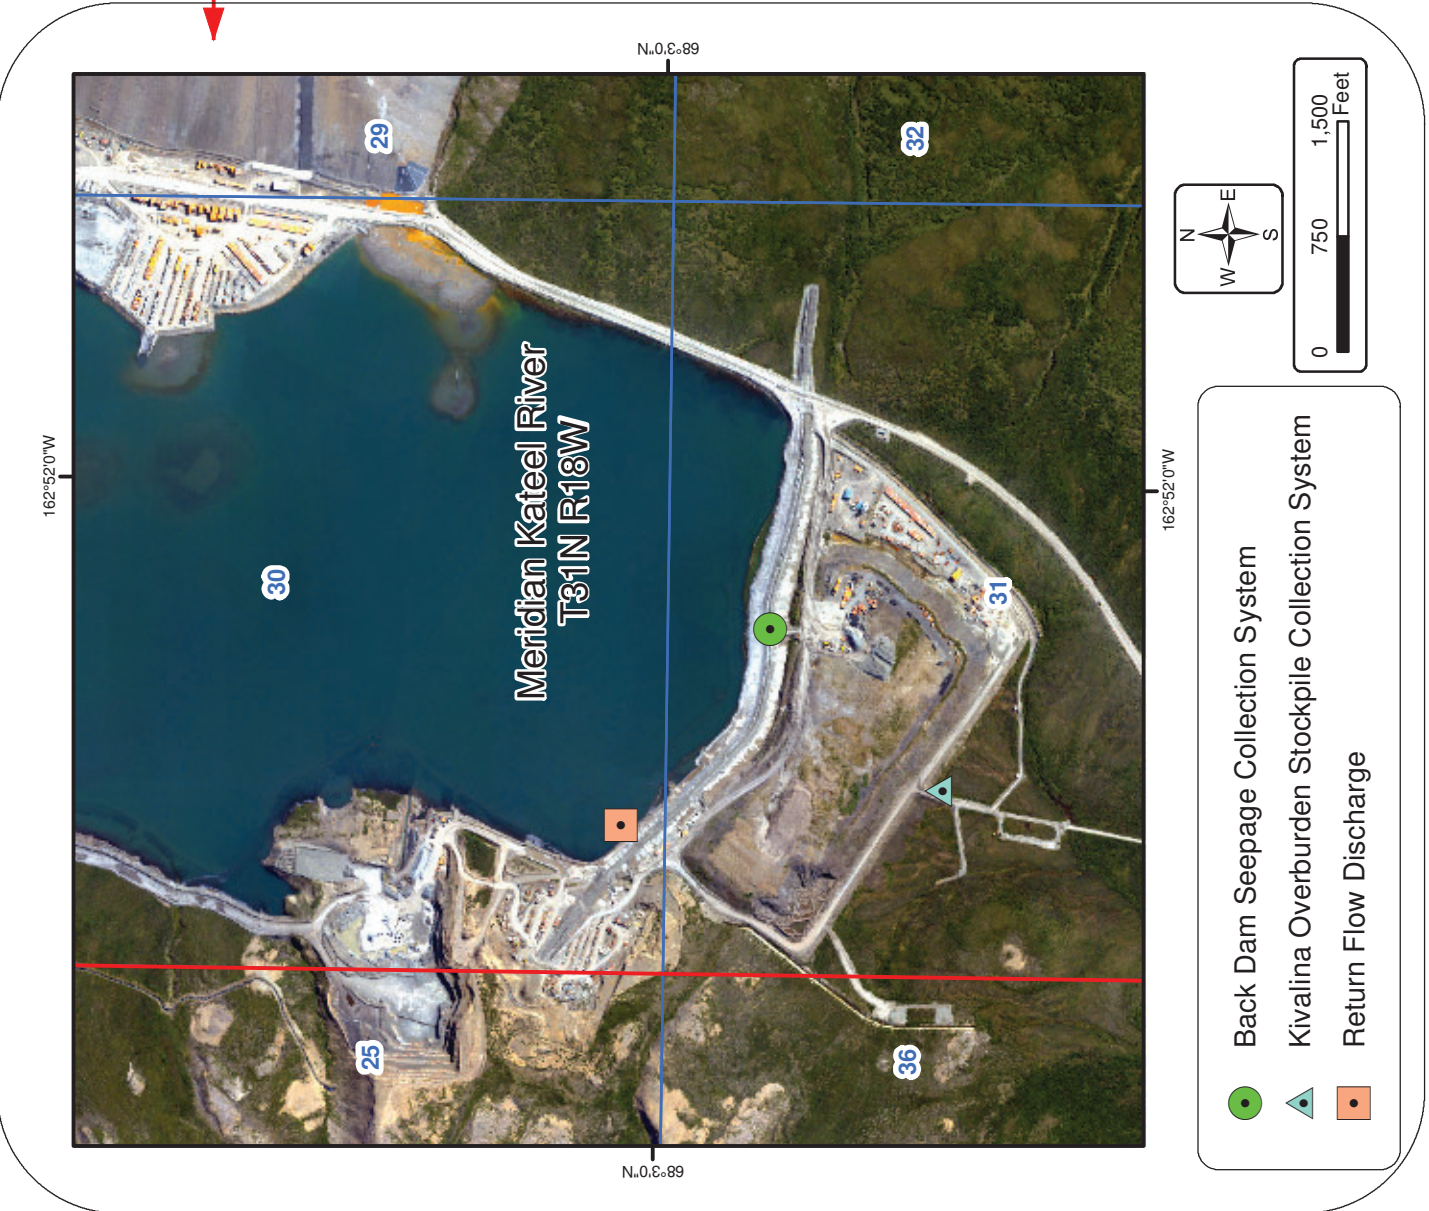 68°3'0"N
162°52'0"W
29
32
30
Meridian Kateel River
T31N R18W
31
25
36
162°52'0"W
68°3'0"N
N
W
E
S
0
750
1,500
Feet
Back Dam Seepage Collection System
Kivalina Overburden Stockpile Collection System
Return Flow Discharge